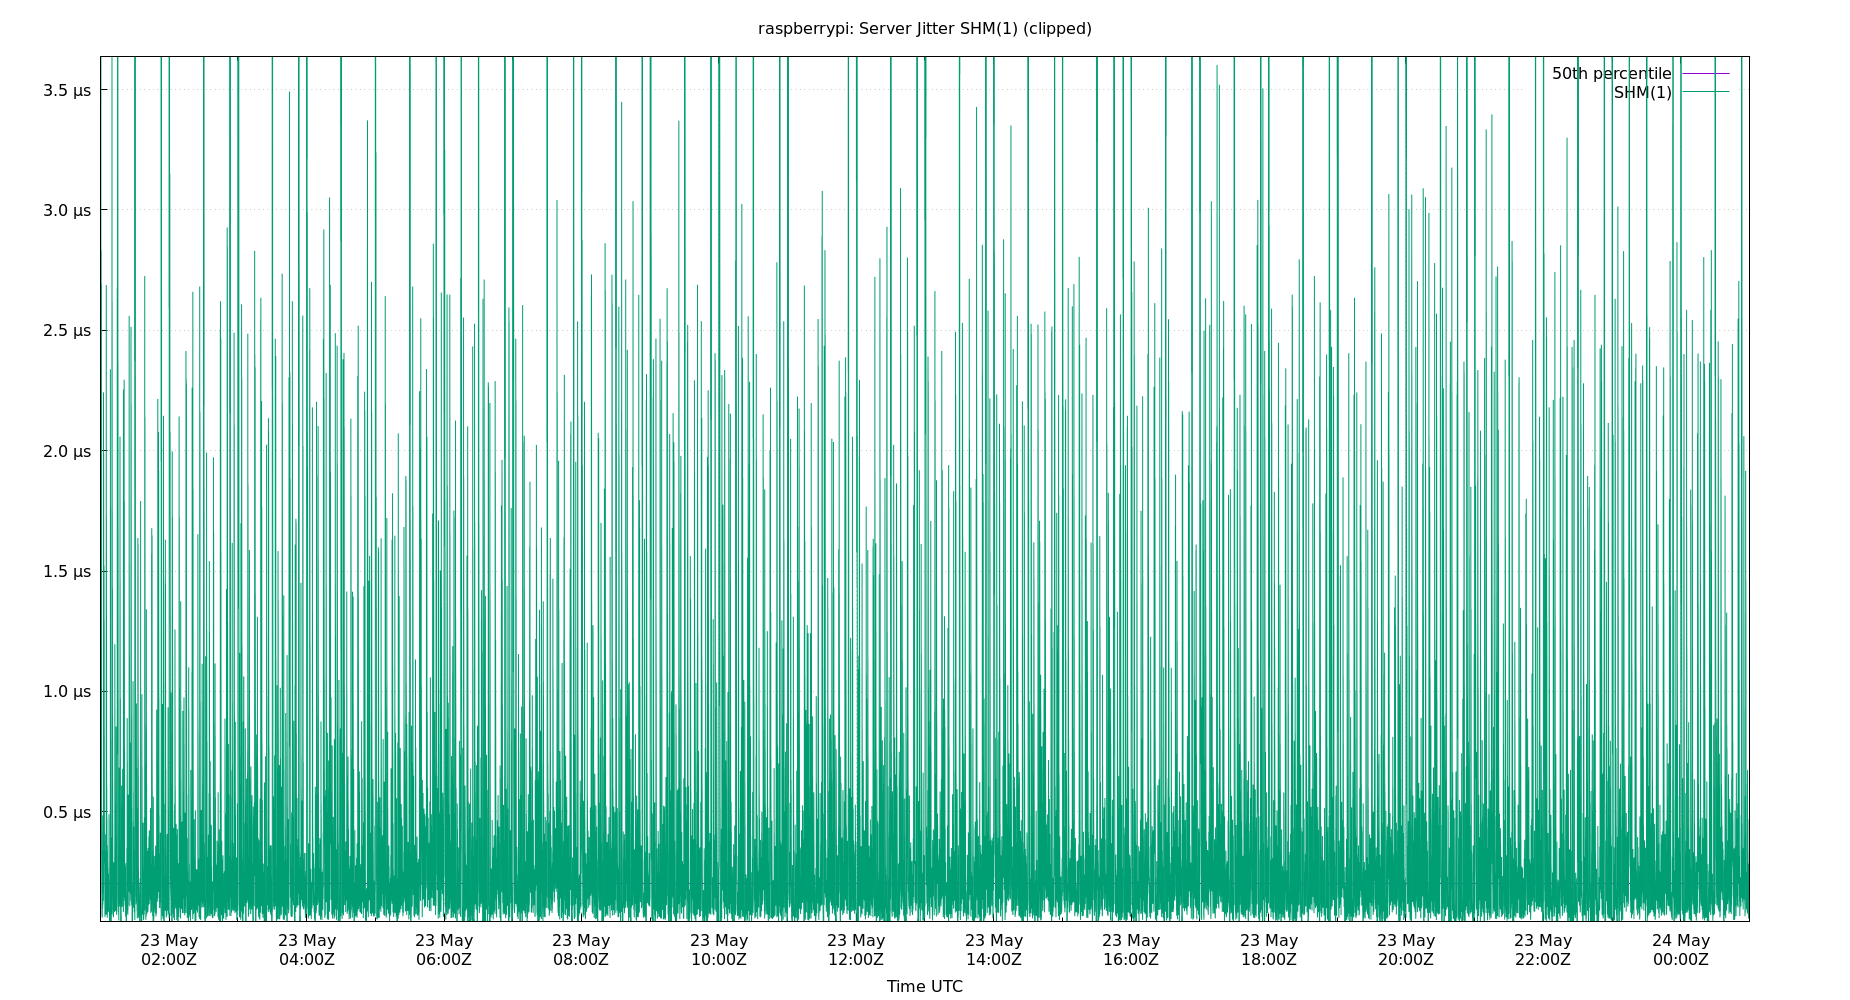 raspberrypi: Server Jitter SHM(1) (clipped)
50th percentile
SHM(1)
3.5 µs
3.0 µs
2.5 µs
2.0 µs
1.5 µs
1.0 µs
0.5 µs
23 May 23 May 23 May 23 May 23 May 23 May 23 May 23 May 23 May 23 May 23 May 24 May
02:00Z 04:00Z 06:00Z 08:00Z 10:00Z 12:00Z 14:00Z 16:00Z 18:00Z 20:00Z 22:00Z 00:00Z
Time UTC